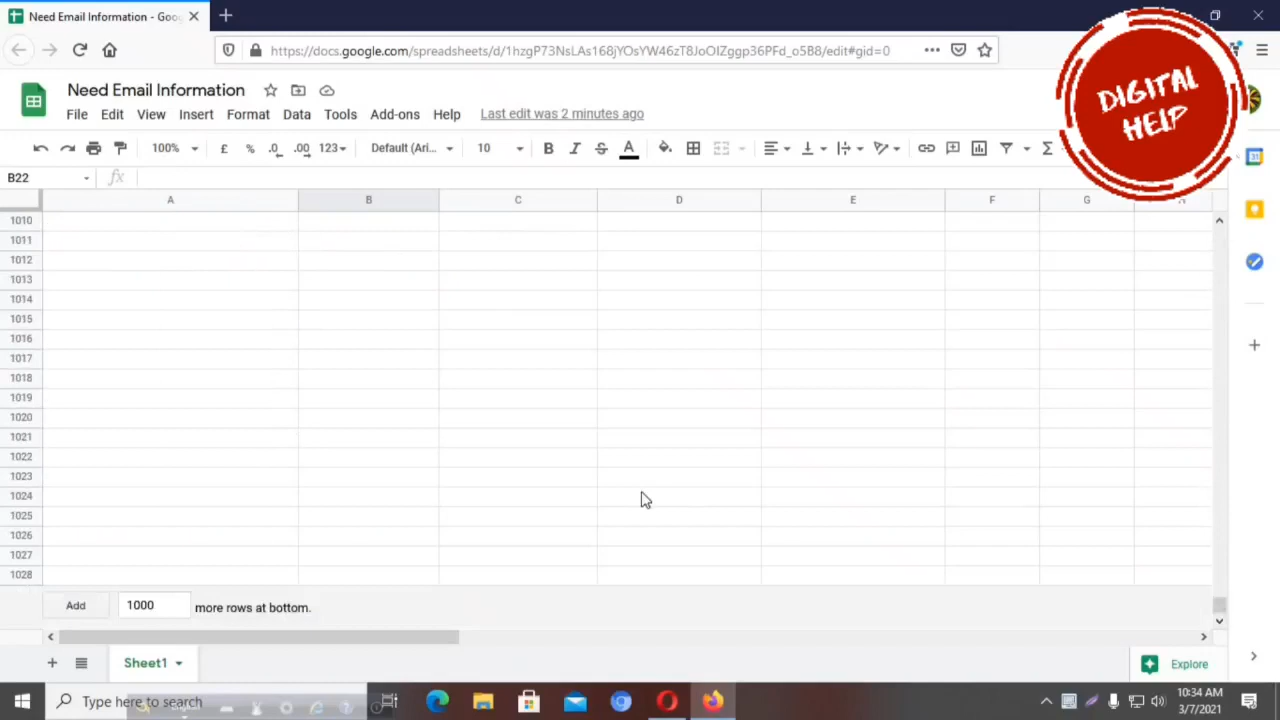 Need Email Information - Goo
DIGITAL
HELP
https://docs.google.com/spreadsheets/d/1hzgP73NsLAs168jYOsYW46zT8JoOIZggp36PFd_o5B8/edit#gid=0
Need Email Information
File Edit View Insert Format Data Tools Add-ons Help Last edit was 2 minutes ago
100% £ % .0 .00 123 Default (Ari... 10 B I S A Σ
B22 fx
A B C D E F G
1010
1011
1012
1013
1014
1015
1016
1017
1018
1019
1020
1021
1022
1023
1024
1025
1026
1027
1028
Add 1000 more rows at bottom.
Sheet1
Explore
Type here to search
10:34 AM
3/7/2021